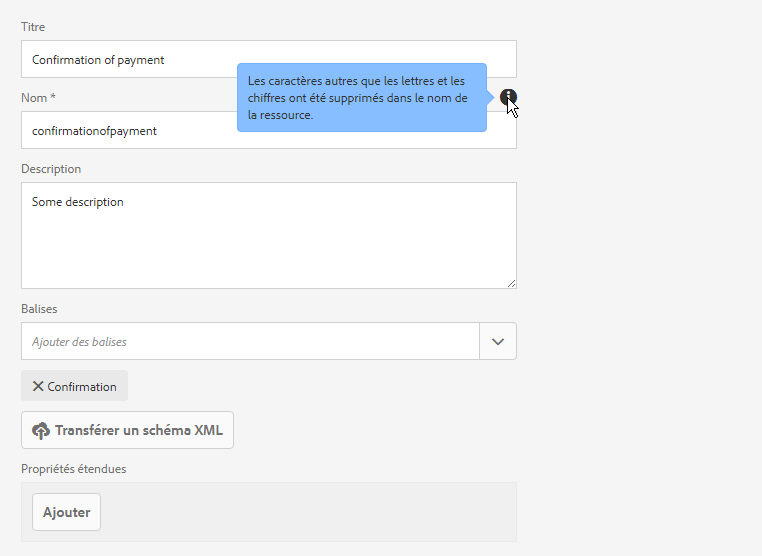 Titre
Confirmation of payment
Les caractères autres que les lettres et les
chiffres ont été supprimés dans le nom de
la ressource.
Nom *
confirmationofpayment
Description
Some description
Balises
Ajouter des balises
Confirmation
Transférer un schéma XML
Propriétés étendues
Ajouter